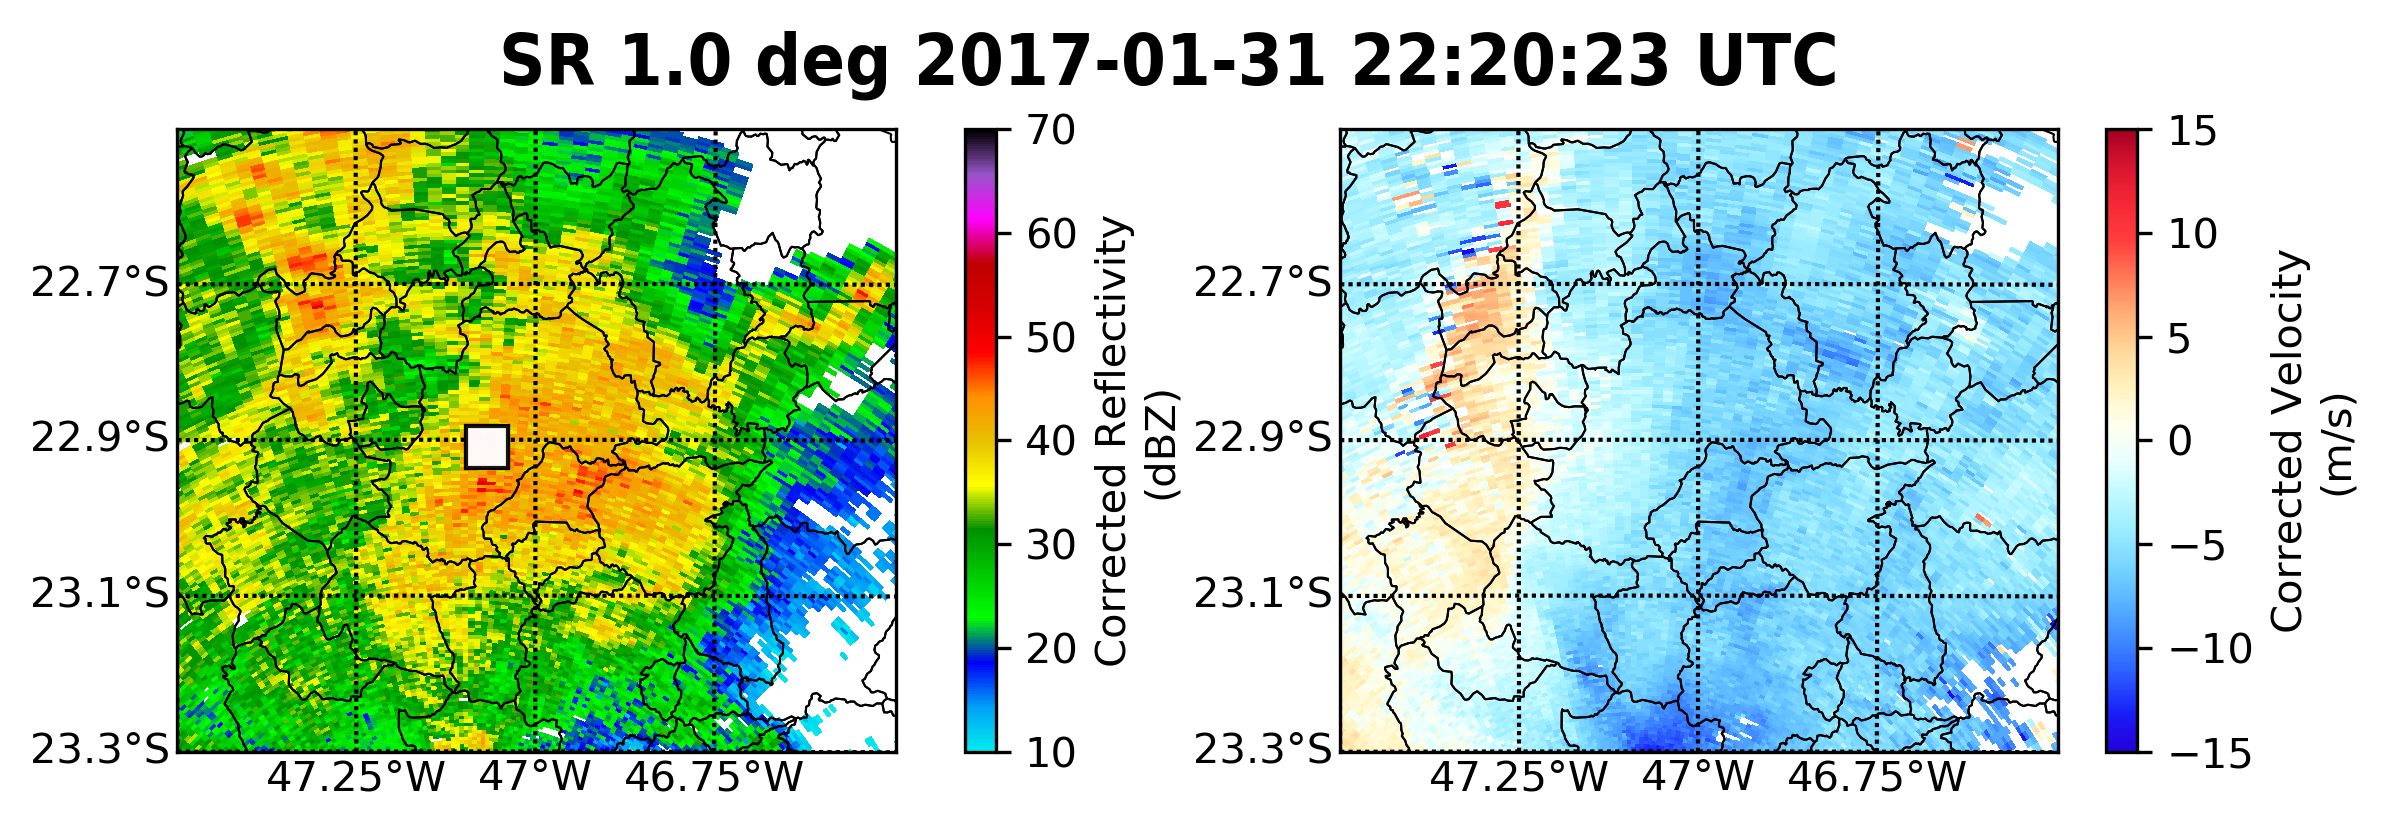 SR 1.0 deg 2017-01-31 22:20:23 UTC
22.7°S
22.9°S
23.1°S
23.3°S
47.25°W
47°W
46.75°W
70
60
50
40
30
20
10
Corrected Reflectivity
(dBZ)
22.7°S
22.9°S
23.1°S
23.3°S
47.25°W
47°W
46.75°W
15
10
5
0
−5
−10
−15
Corrected Velocity
(m/s)